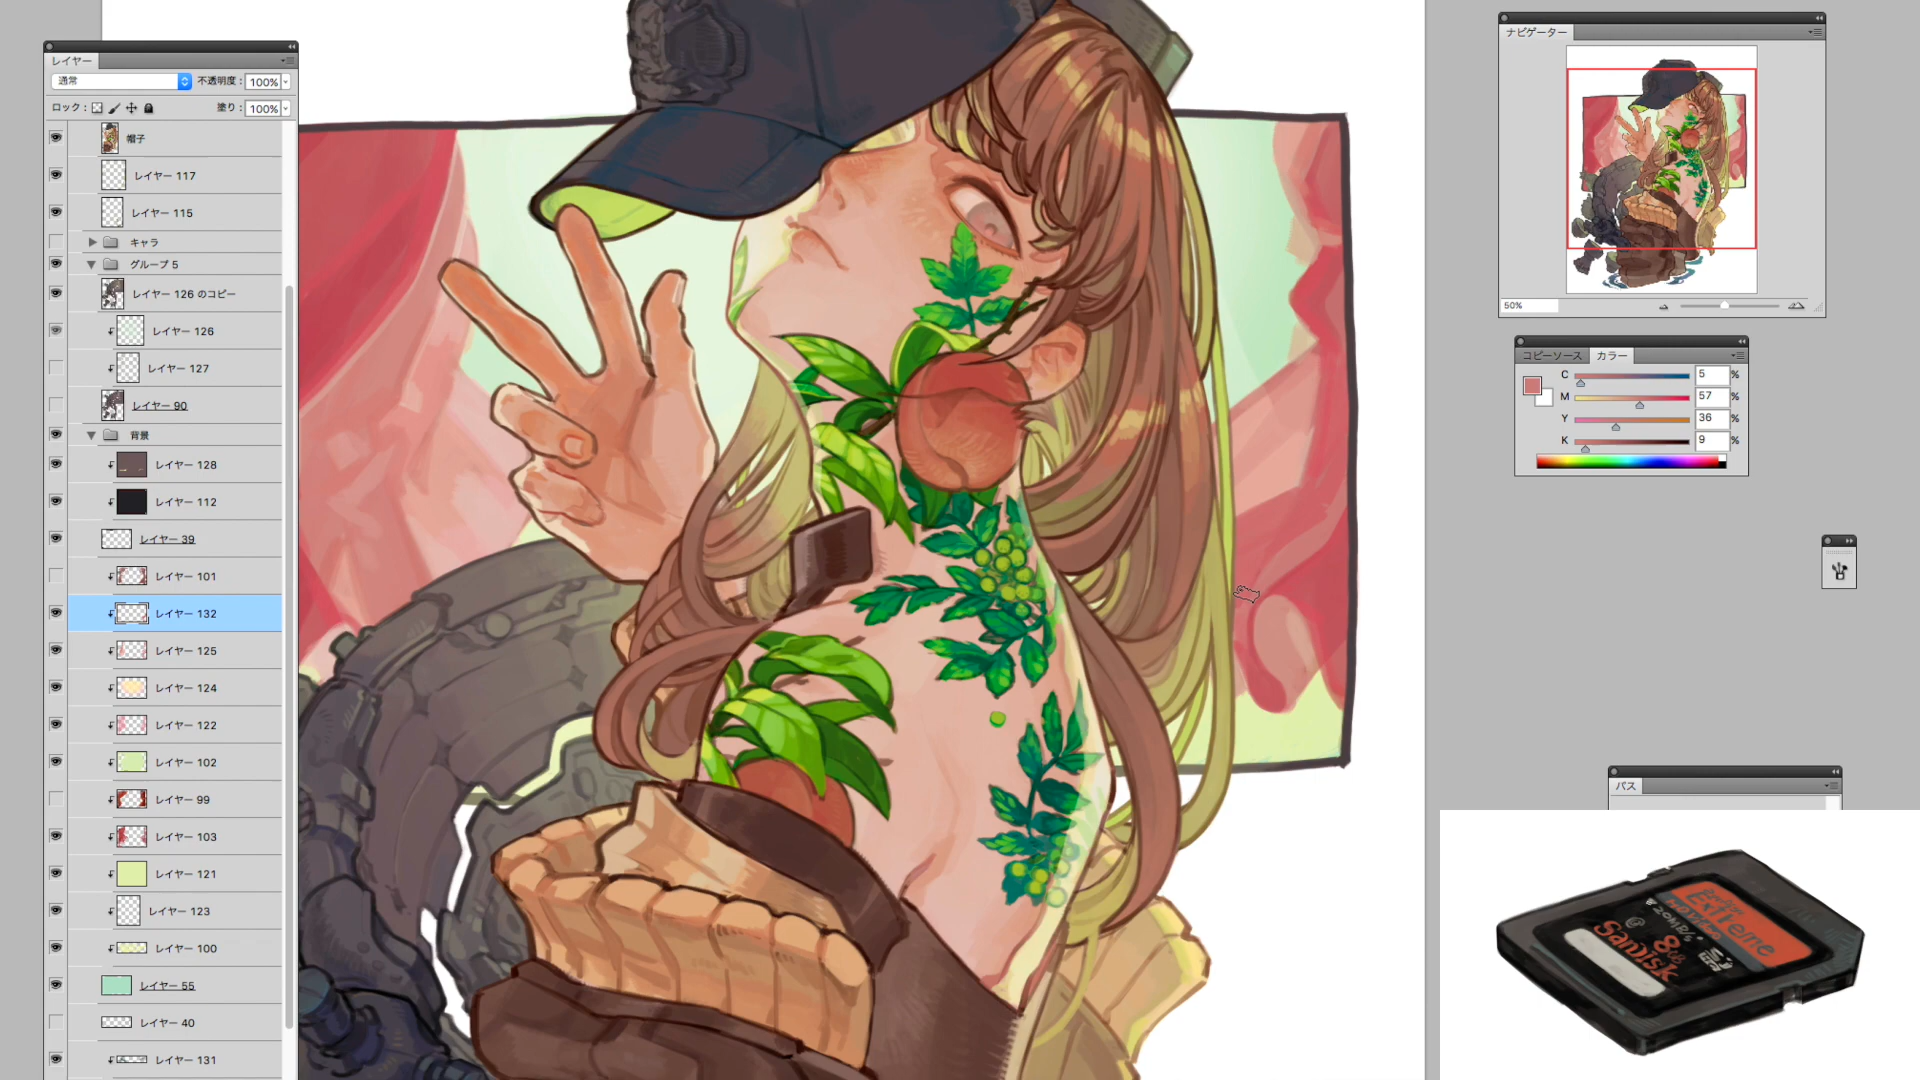 レイヤー
通常
不透明度：
100%
ロック：
塗り：
100%
帽子
レイヤー 117
レイヤー 115
キャラ
グループ 5
レイヤー 126 のコピー
レイヤー 126
レイヤー 127
レイヤー 90
背景
レイヤー 128
レイヤー 112
レイヤー 39
レイヤー 101
レイヤー 132
レイヤー 125
レイヤー 124
レイヤー 122
レイヤー 102
レイヤー 99
レイヤー 103
レイヤー 121
レイヤー 123
レイヤー 100
レイヤー 55
レイヤー 40
レイヤー 131
ナビゲーター
50%
コピーソース カラー
C 5 %
M 57 %
Y 36 %
K 9 %
パス
Extreme
20MB/s
8GB
SanDisk